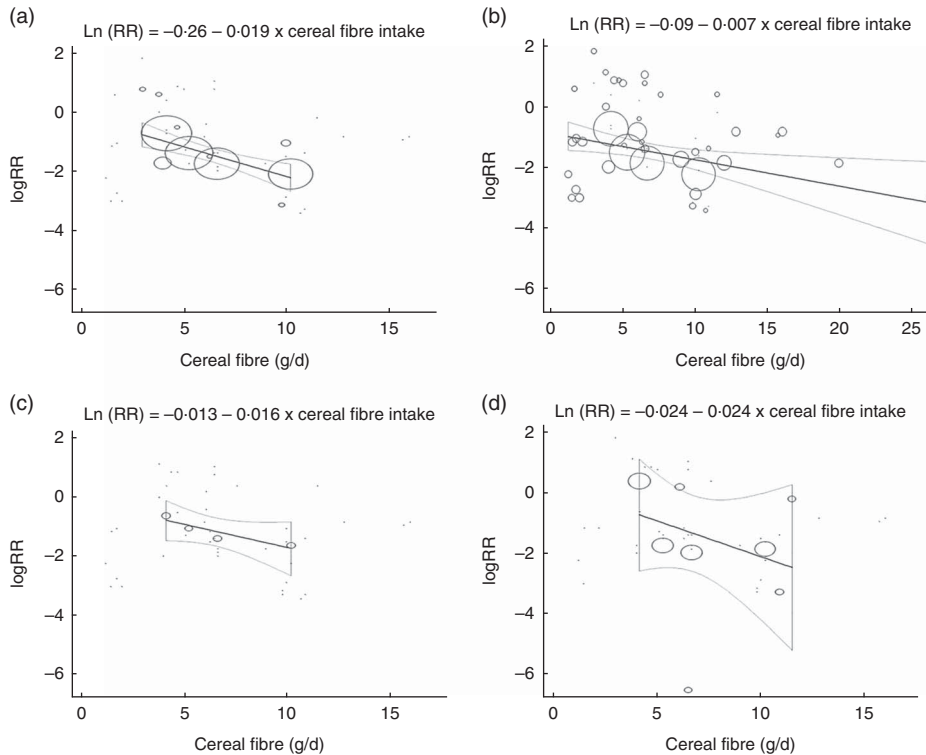 (a)
Ln (RR) = –0·26 – 0·019 x cereal fibre intake
2
0
–2
–4
–6
logRR
0 5 10 15
Cereal fibre (g/d)
(b)
Ln (RR) = –0·09 – 0·007 x cereal fibre intake
2
0
–2
–4
–6
logRR
0 5 10 15 20 25
Cereal fibre (g/d)
(c)
Ln (RR) = –0·013 – 0·016 x cereal fibre intake
2
0
–2
–4
–6
logRR
0 5 10 15
Cereal fibre (g/d)
(d)
Ln (RR) = –0·024 – 0·024 x cereal fibre intake
2
0
–2
–4
–6
logRR
0 5 10 15
Cereal fibre (g/d)